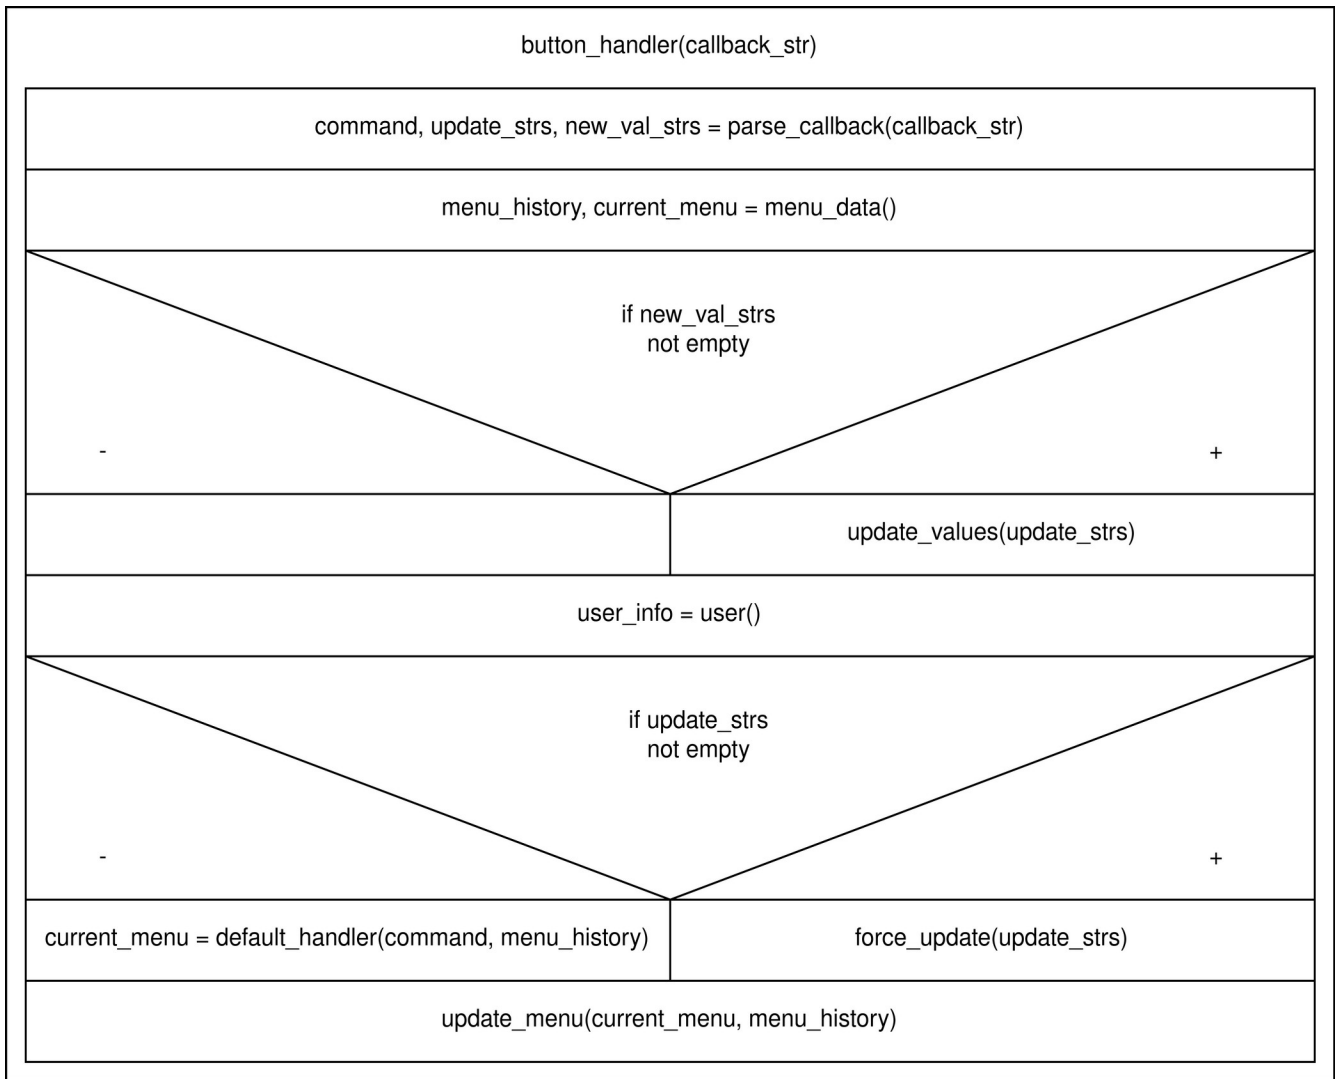 button_handler(callback_str)
command, update_strs, new_val_strs = parse_callback(callback_str)
menu_history, current_menu = menu_data()
if new_val_strs
not empty
-
+
update_values(update_strs)
user_info = user()
if update_strs
not empty
-
+
current_menu = default_handler(command, menu_history)
force_update(update_strs)
update_menu(current_menu, menu_history)